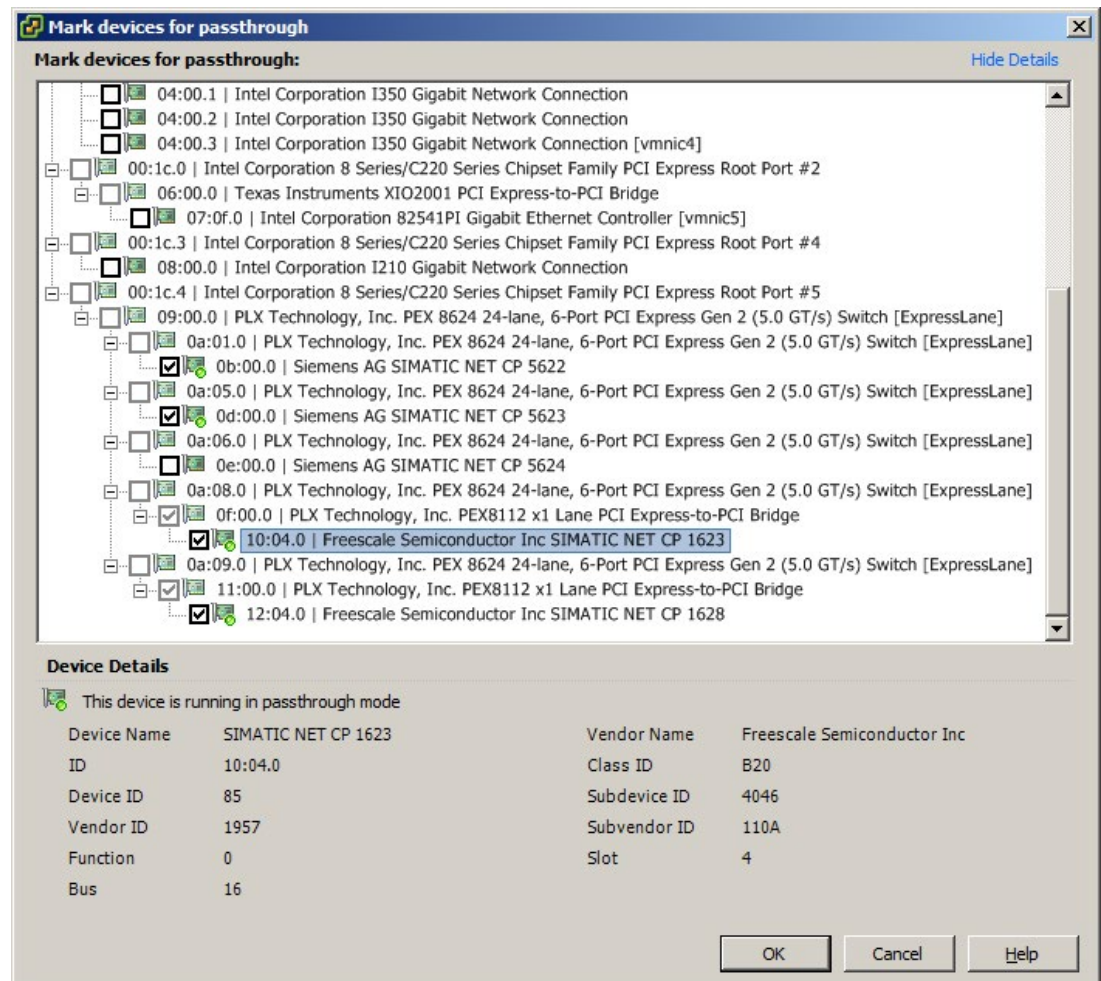 Mark devices for passthrough
Mark devices for passthrough: Hide Details
04:00.1 | Intel Corporation I350 Gigabit Network Connection
04:00.2 | Intel Corporation I350 Gigabit Network Connection
04:00.3 | Intel Corporation I350 Gigabit Network Connection [vmnic4]
00:1c.0 | Intel Corporation 8 Series/C220 Series Chipset Family PCI Express Root Port #2
06:00.0 | Texas Instruments XIO2001 PCI Express-to-PCI Bridge
07:0f.0 | Intel Corporation 82541PI Gigabit Ethernet Controller [vmnic5]
00:1c.3 | Intel Corporation 8 Series/C220 Series Chipset Family PCI Express Root Port #4
08:00.0 | Intel Corporation I210 Gigabit Network Connection
00:1c.4 | Intel Corporation 8 Series/C220 Series Chipset Family PCI Express Root Port #5
09:00.0 | PLX Technology, Inc. PEX 8624 24-lane, 6-Port PCI Express Gen 2 (5.0 GT/s) Switch [ExpressLane]
0a:01.0 | PLX Technology, Inc. PEX 8624 24-lane, 6-Port PCI Express Gen 2 (5.0 GT/s) Switch [ExpressLane]
0b:00.0 | Siemens AG SIMATIC NET CP 5622
0a:05.0 | PLX Technology, Inc. PEX 8624 24-lane, 6-Port PCI Express Gen 2 (5.0 GT/s) Switch [ExpressLane]
0d:00.0 | Siemens AG SIMATIC NET CP 5623
0a:06.0 | PLX Technology, Inc. PEX 8624 24-lane, 6-Port PCI Express Gen 2 (5.0 GT/s) Switch [ExpressLane]
0e:00.0 | Siemens AG SIMATIC NET CP 5624
0a:08.0 | PLX Technology, Inc. PEX 8624 24-lane, 6-Port PCI Express Gen 2 (5.0 GT/s) Switch [ExpressLane]
0f:00.0 | PLX Technology, Inc. PEX8112 x1 Lane PCI Express-to-PCI Bridge
10:04.0 | Freescale Semiconductor Inc SIMATIC NET CP 1623
0a:09.0 | PLX Technology, Inc. PEX 8624 24-lane, 6-Port PCI Express Gen 2 (5.0 GT/s) Switch [ExpressLane]
11:00.0 | PLX Technology, Inc. PEX8112 x1 Lane PCI Express-to-PCI Bridge
12:04.0 | Freescale Semiconductor Inc SIMATIC NET CP 1628
Device Details
This device is running in passthrough mode
Device Name SIMATIC NET CP 1623 Vendor Name Freescale Semiconductor Inc
ID 10:04.0 Class ID B20
Device ID 85 Subdevice ID 4046
Vendor ID 1957 Subvendor ID 110A
Function 0 Slot 4
Bus 16
OK Cancel Help